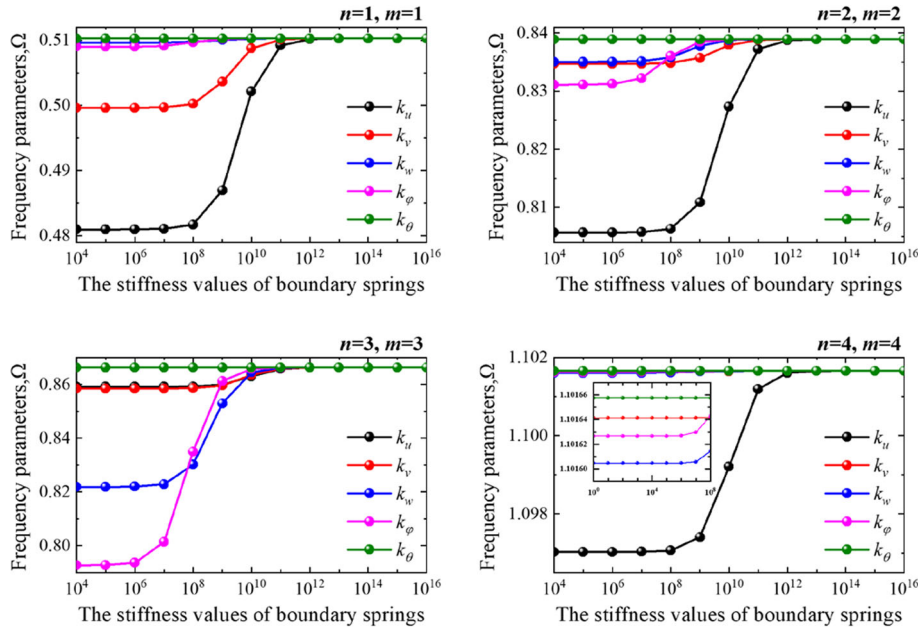 n=1, m=1
Frequency parameters,Ω
0.51
0.50
0.49
0.48
k_u
k_v
k_w
k_φ
k_θ
10^4 10^6 10^8 10^10 10^12 10^14 10^16
The stiffness values of boundary springs
n=2, m=2
Frequency parameters,Ω
0.84
0.83
0.82
0.81
k_u
k_v
k_w
k_φ
k_θ
10^4 10^6 10^8 10^10 10^12 10^14 10^16
The stiffness values of boundary springs
n=3, m=3
Frequency parameters,Ω
0.86
0.84
0.82
0.80
k_u
k_v
k_w
k_φ
k_θ
10^4 10^6 10^8 10^10 10^12 10^14 10^16
The stiffness values of boundary springs
n=4, m=4
Frequency parameters,Ω
1.102
1.100
1.098
1.10166
1.10164
1.10162
1.10160
10^0 10^4 10^8
k_u
k_v
k_w
k_φ
k_θ
10^4 10^6 10^8 10^10 10^12 10^14 10^16
The stiffness values of boundary springs